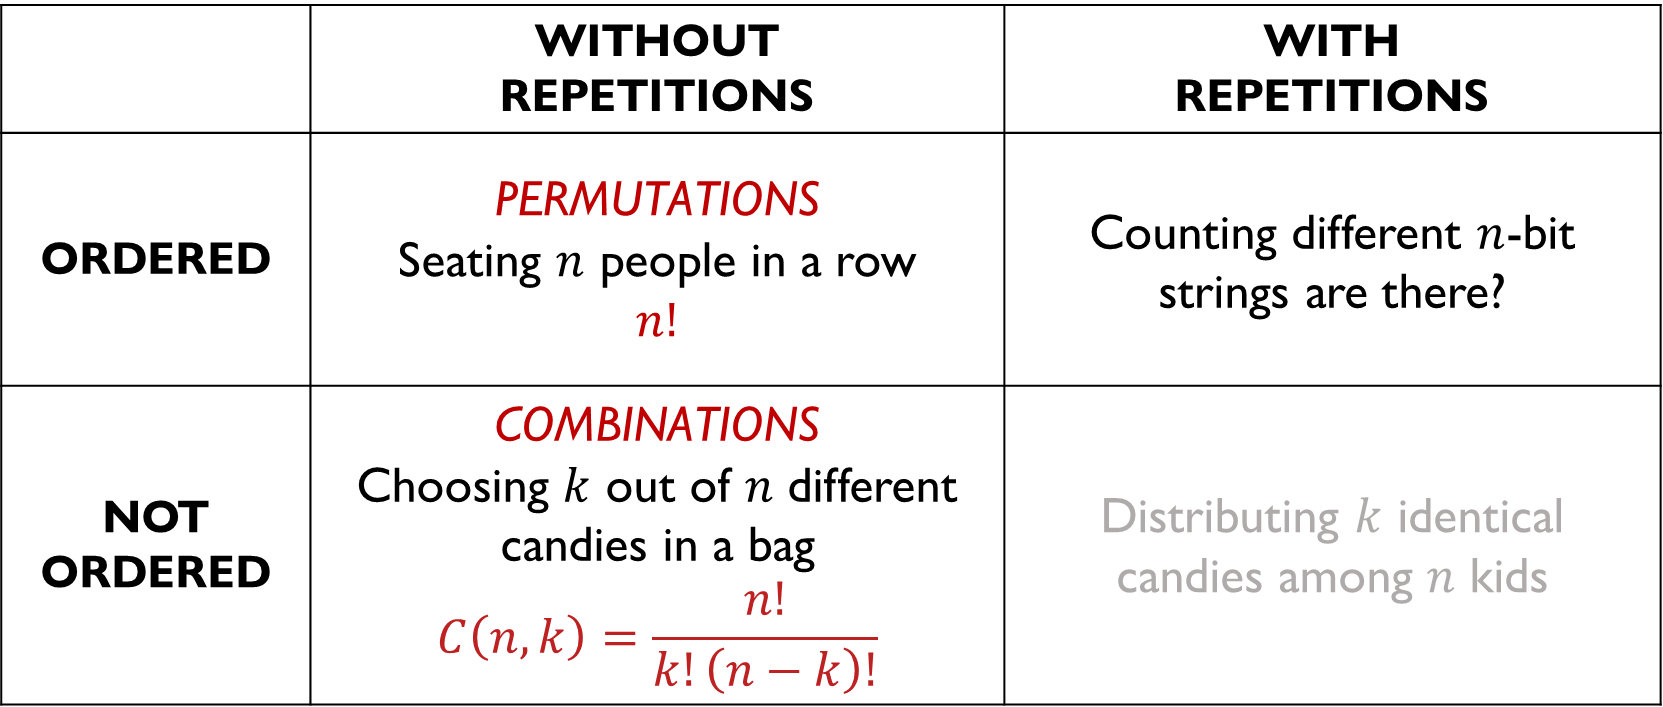 WITHOUT
REPETITIONS
WITH
REPETITIONS
ORDERED
PERMUTATIONS
Seating n people in a row
n!
Counting different n-bit
strings are there?
NOT
ORDERED
COMBINATIONS
Choosing k out of n different
candies in a bag
C(n, k) = n! / k! (n − k)!
Distributing k identical
candies among n kids